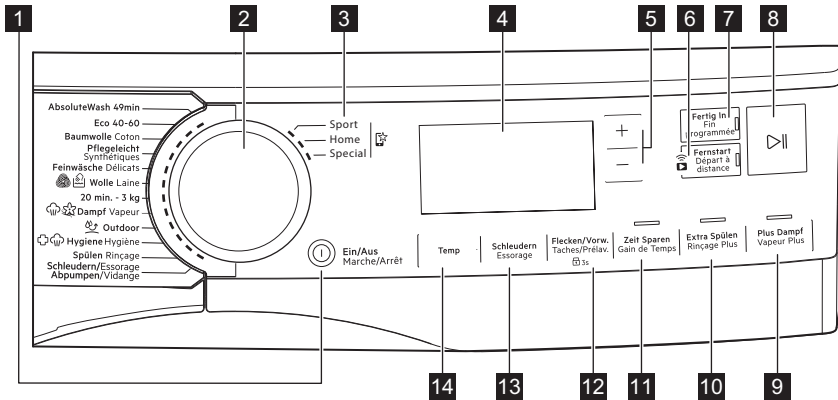 1
2
3
4
5
6
7
8
AbsoluteWash 49min
Eco 40-60
Baumwolle Coton
Pflegeleicht
Synthétiques
Feinwäsche Délicats
Wolle Laine
20 min. - 3 kg
Dampf Vapeur
Outdoor
Hygiene Hygiène
Spülen Rinçage
Schleudern/Essorage
Abpumpen/Vidange
Sport
Home
Special
Ein/Aus
Marche/Arrêt
+
−
Fertig In
Fin
programmée
Fernstart
Départ à
distance
Temp
Schleudern
Essorage
Flecken/Vorw.
Taches/Prélav.
3s
Zeit Sparen
Gain de Temps
Extra Spülen
Rinçage Plus
Plus Dampf
Vapeur Plus
14
13
12
11
10
9